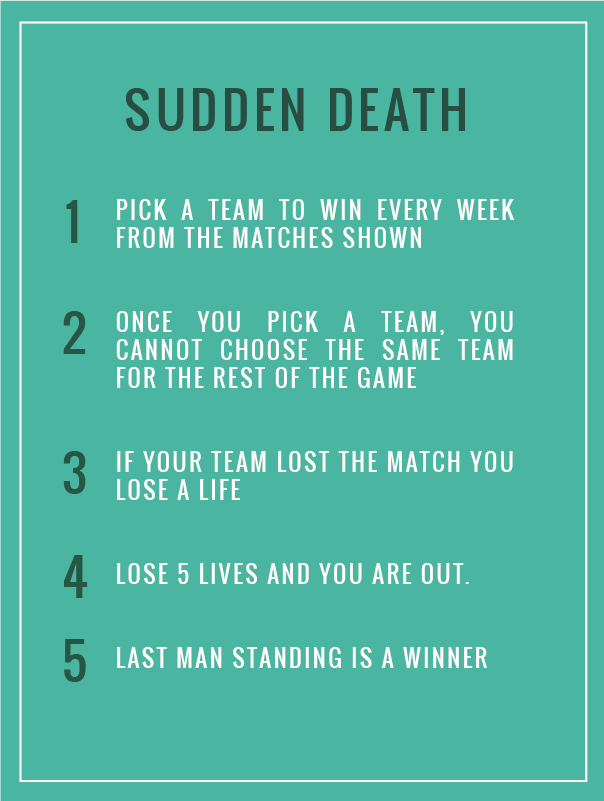 SUDDEN DEATH
1 PICK A TEAM TO WIN EVERY WEEK
FROM THE MATCHES SHOWN
2 ONCE YOU PICK A TEAM, YOU
CANNOT CHOOSE THE SAME TEAM
FOR THE REST OF THE GAME
3 IF YOUR TEAM LOST THE MATCH YOU
LOSE A LIFE
4 LOSE 5 LIVES AND YOU ARE OUT.
5 LAST MAN STANDING IS A WINNER